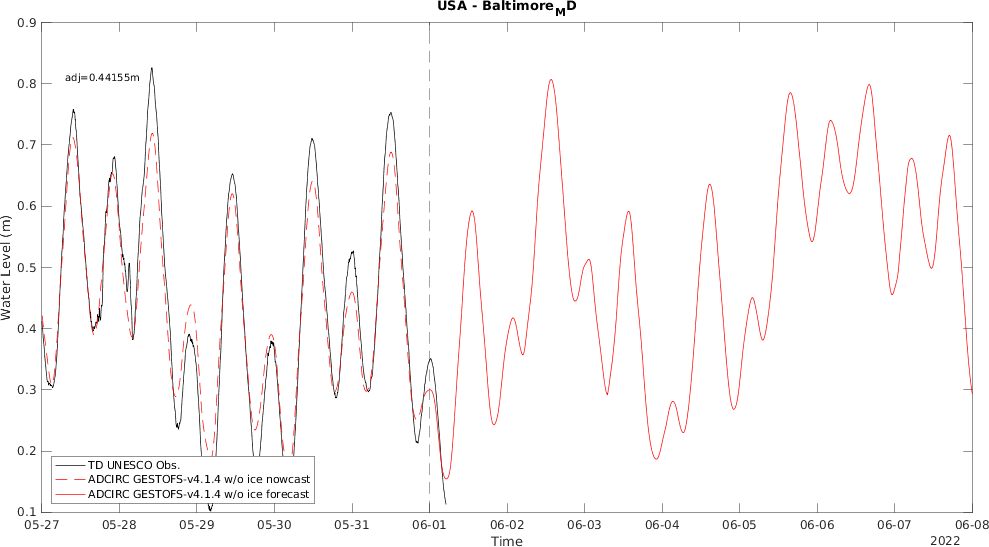 USA - BaltimoreMD
adj=0.44155m
Water Level (m)
0.9
0.8
0.7
0.6
0.5
0.4
0.3
0.2
0.1
TD UNESCO Obs.
ADCIRC GESTOFS-v4.1.4 w/o ice nowcast
ADCIRC GESTOFS-v4.1.4 w/o ice forecast
05-27 05-28 05-29 05-30 05-31 06-01 06-02 06-03 06-04 06-05 06-06 06-07 06-08
Time
2022